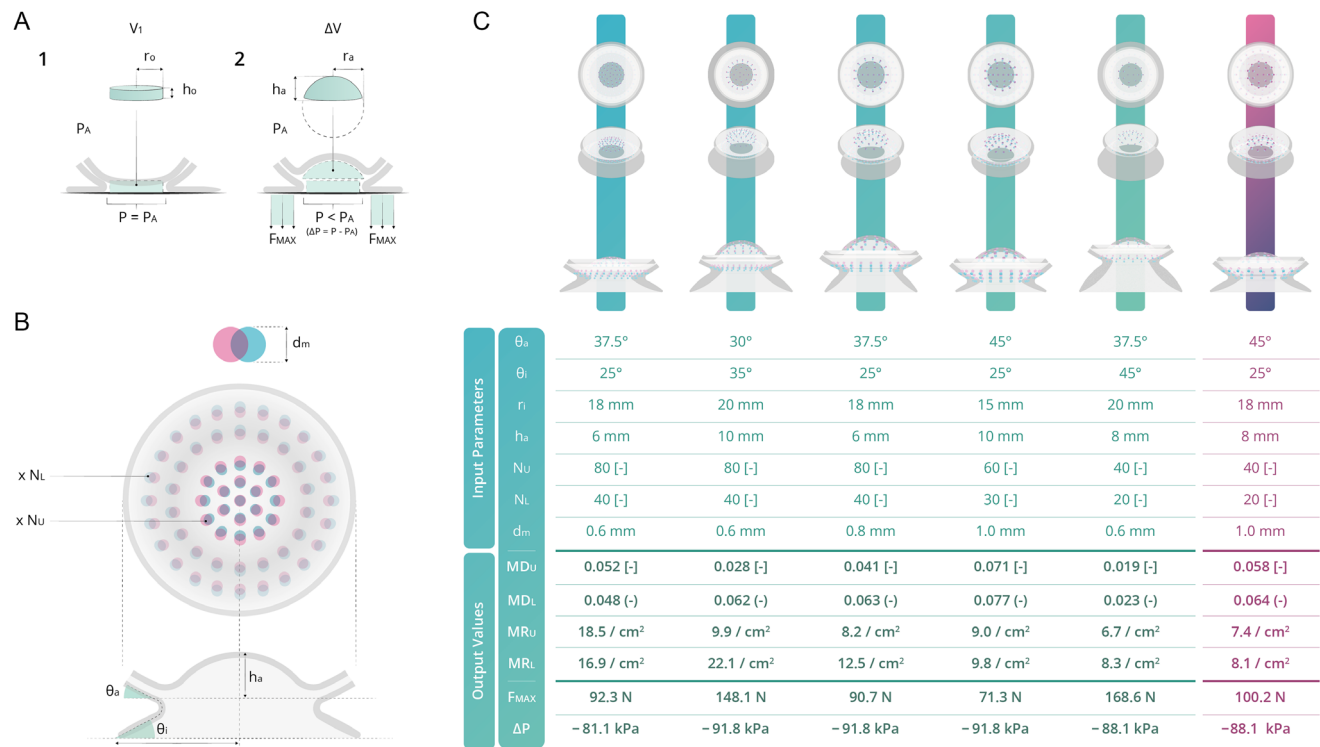 A
V1
ΔV
1
ro
ho
2
ra
ha
PA
PA
P = PA
P < PA
(ΔP = P - PA)
FMAX
FMAX
B
dm
x NL
x NU
ha
θa
θi
C
Input Parameters
θa 37.5° 30° 37.5° 45° 37.5° 45°
θi 25° 35° 25° 25° 45° 25°
ri 18 mm 20 mm 18 mm 15 mm 20 mm 18 mm
ha 6 mm 10 mm 6 mm 10 mm 8 mm 8 mm
NU 80 [-] 80 [-] 80 [-] 60 [-] 40 [-] 40 [-]
NL 40 [-] 40 [-] 40 [-] 30 [-] 20 [-] 20 [-]
dm 0.6 mm 0.6 mm 0.8 mm 1.0 mm 0.6 mm 1.0 mm
Output Values
MDU 0.052 [-] 0.028 [-] 0.041 [-] 0.071 [-] 0.019 [-] 0.058 [-]
MDL 0.048 (-) 0.062 (-) 0.063 (-) 0.077 (-) 0.023 (-) 0.064 (-)
MRU 18.5 / cm² 9.9 / cm² 8.2 / cm² 9.0 / cm² 6.7 / cm² 7.4 / cm²
MRL 16.9 / cm² 22.1 / cm² 12.5 / cm² 9.8 / cm² 8.3 / cm² 8.1 / cm²
FMAX 92.3 N 148.1 N 90.7 N 71.3 N 168.6 N 100.2 N
ΔP −81.1 kPa −91.8 kPa −91.8 kPa −91.8 kPa −88.1 kPa −88.1 kPa